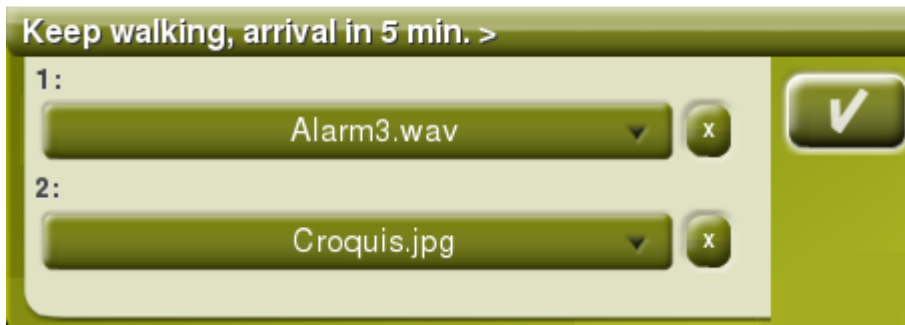 Keep walking, arrival in 5 min. >
1:
Alarm3.wav
x
2:
Croquis.jpg
x